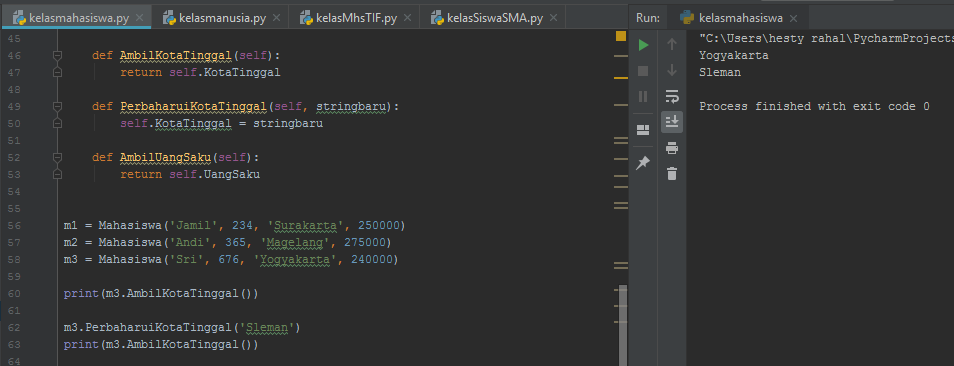 kelasmahasiswa.py × kelasmanusia.py × kelasMhsTIF.py × kelasSiswaSMA.py ×
45
46 def AmbilKotaTinggal(self):
47 return self.KotaTinggal
48
49 def PerbaharuiKotaTinggal(self, stringbaru):
50 self.KotaTinggal = stringbaru
51
52 def AmbilUangSaku(self):
53 return self.UangSaku
54
55
56 m1 = Mahasiswa('Jamil', 234, 'Surakarta', 250000)
57 m2 = Mahasiswa('Andi', 365, 'Magelang', 275000)
58 m3 = Mahasiswa('Sri', 676, 'Yogyakarta', 240000)
59
60 print(m3.AmbilKotaTinggal())
61
62 m3.PerbaharuiKotaTinggal('Sleman')
63 print(m3.AmbilKotaTinggal())
64
Run: kelasmahasiswa ×
"C:\Users\hesty rahal\PycharmProjects
Yogyakarta
Sleman
Process finished with exit code 0